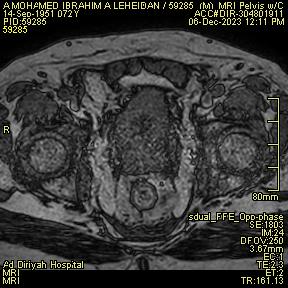 A MOHAMED IBRAHIM A LEHEIDAN / 59285 (M) MRI Pelvis w/C
14-Sep-1951 072Y ACC#DIR-304801911
PID:59285 06-Dec-2023 12:11 PM
59285
R
80mm
sdual_FFE_Opp-phase
SE:1803
IM:24
DFOV:250
3.67mm
Ad Diriyah Hospital EC:1
MRI TE:2.3
MRI ET:2
TR:161.13